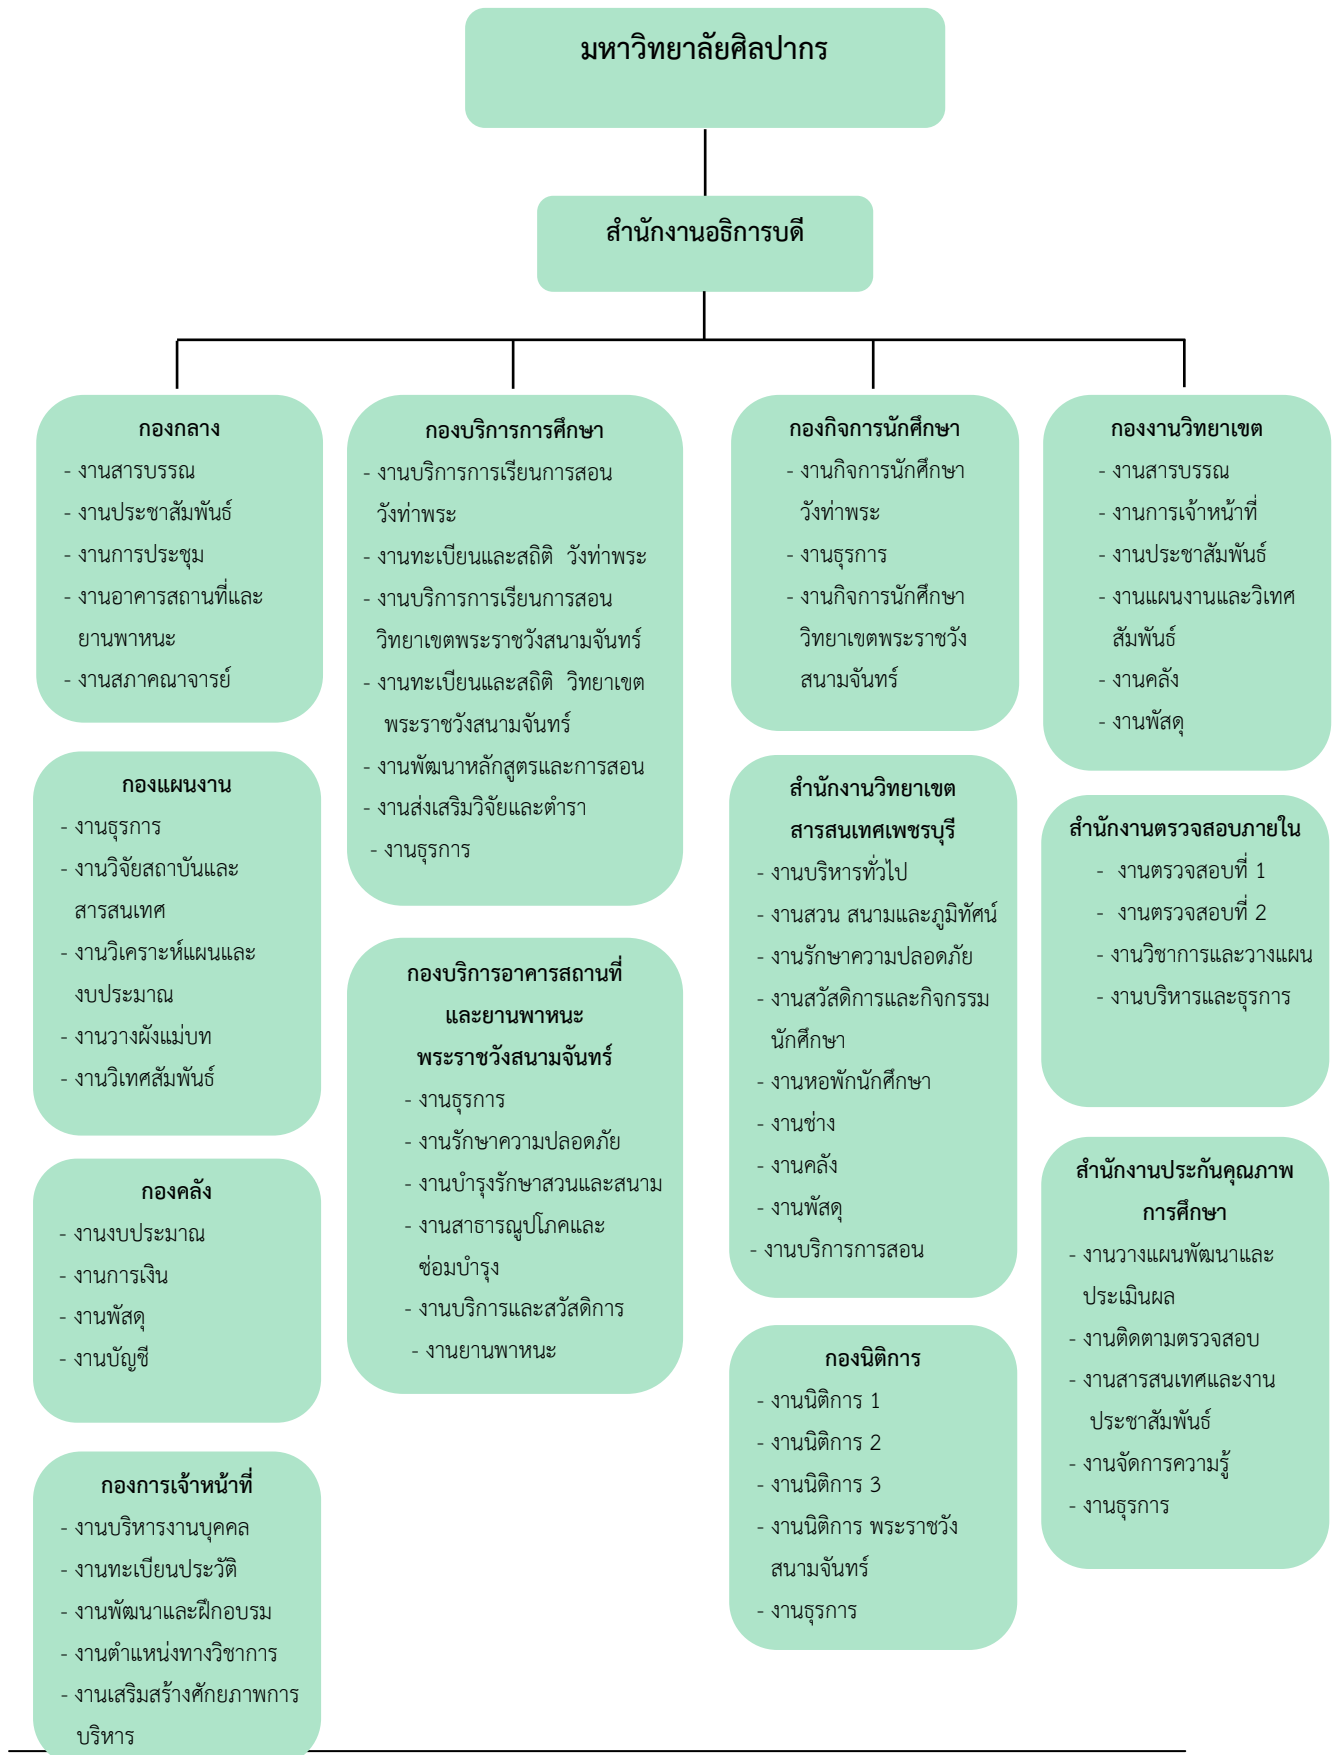 มหาวิทยาลัยศิลปากร
สำนักงานอธิการบดี
กองกลาง
- งานสารบรรณ
- งานประชาสัมพันธ์
- งานการประชุม
- งานอาคารสถานที่และ
ยานพาหนะ
- งานสภาคณาจารย์
กองแผนงาน
- งานธุรการ
- งานวิจัยสถาบันและ
สารสนเทศ
- งานวิเคราะห์แผนและ
งบประมาณ
- งานวางผังแม่บท
- งานวิเทศสัมพันธ์
กองคลัง
- งานงบประมาณ
- งานการเงิน
- งานพัสดุ
- งานบัญชี
กองการเจ้าหน้าที่
- งานบริหารงานบุคคล
- งานทะเบียนประวัติ
- งานพัฒนาและฝึกอบรม
- งานตำแหน่งทางวิชาการ
- งานเสริมสร้างศักยภาพการ
บริหาร
กองบริการการศึกษา
- งานบริการการเรียนการสอน
วังท่าพระ
- งานทะเบียนและสถิติ วังท่าพระ
- งานบริการการเรียนการสอน
วิทยาเขตพระราชวังสนามจันทร์
- งานทะเบียนและสถิติ วิทยาเขต
พระราชวังสนามจันทร์
- งานพัฒนาหลักสูตรและการสอน
- งานส่งเสริมวิจัยและตำรา
- งานธุรการ
กองบริการอาคารสถานที่
และยานพาหนะ
พระราชวังสนามจันทร์
- งานธุรการ
- งานรักษาความปลอดภัย
- งานบำรุงรักษาสวนและสนาม
- งานสาธารณูปโภคและ
ซ่อมบำรุง
- งานบริการและสวัสดิการ
- งานยานพาหนะ
กองกิจการนักศึกษา
- งานกิจการนักศึกษา
วังท่าพระ
- งานธุรการ
- งานกิจการนักศึกษา
วิทยาเขตพระราชวัง
สนามจันทร์
สำนักงานวิทยาเขต
สารสนเทศเพชรบุรี
- งานบริหารทั่วไป
- งานสวน สนามและภูมิทัศน์
- งานรักษาความปลอดภัย
- งานสวัสดิการและกิจกรรม
นักศึกษา
- งานหอพักนักศึกษา
- งานช่าง
- งานคลัง
- งานพัสดุ
- งานบริการการสอน
กองนิติการ
- งานนิติการ 1
- งานนิติการ 2
- งานนิติการ 3
- งานนิติการ พระราชวัง
สนามจันทร์
- งานธุรการ
กองงานวิทยาเขต
- งานสารบรรณ
- งานการเจ้าหน้าที่
- งานประชาสัมพันธ์
- งานแผนงานและวิเทศ
สัมพันธ์
- งานคลัง
- งานพัสดุ
สำนักงานตรวจสอบภายใน
- งานตรวจสอบที่ 1
- งานตรวจสอบที่ 2
- งานวิชาการและวางแผน
- งานบริหารและธุรการ
สำนักงานประกันคุณภาพ
การศึกษา
- งานวางแผนพัฒนาและ
ประเมินผล
- งานติดตามตรวจสอบ
- งานสารสนเทศและงาน
ประชาสัมพันธ์
- งานจัดการความรู้
- งานธุรการ